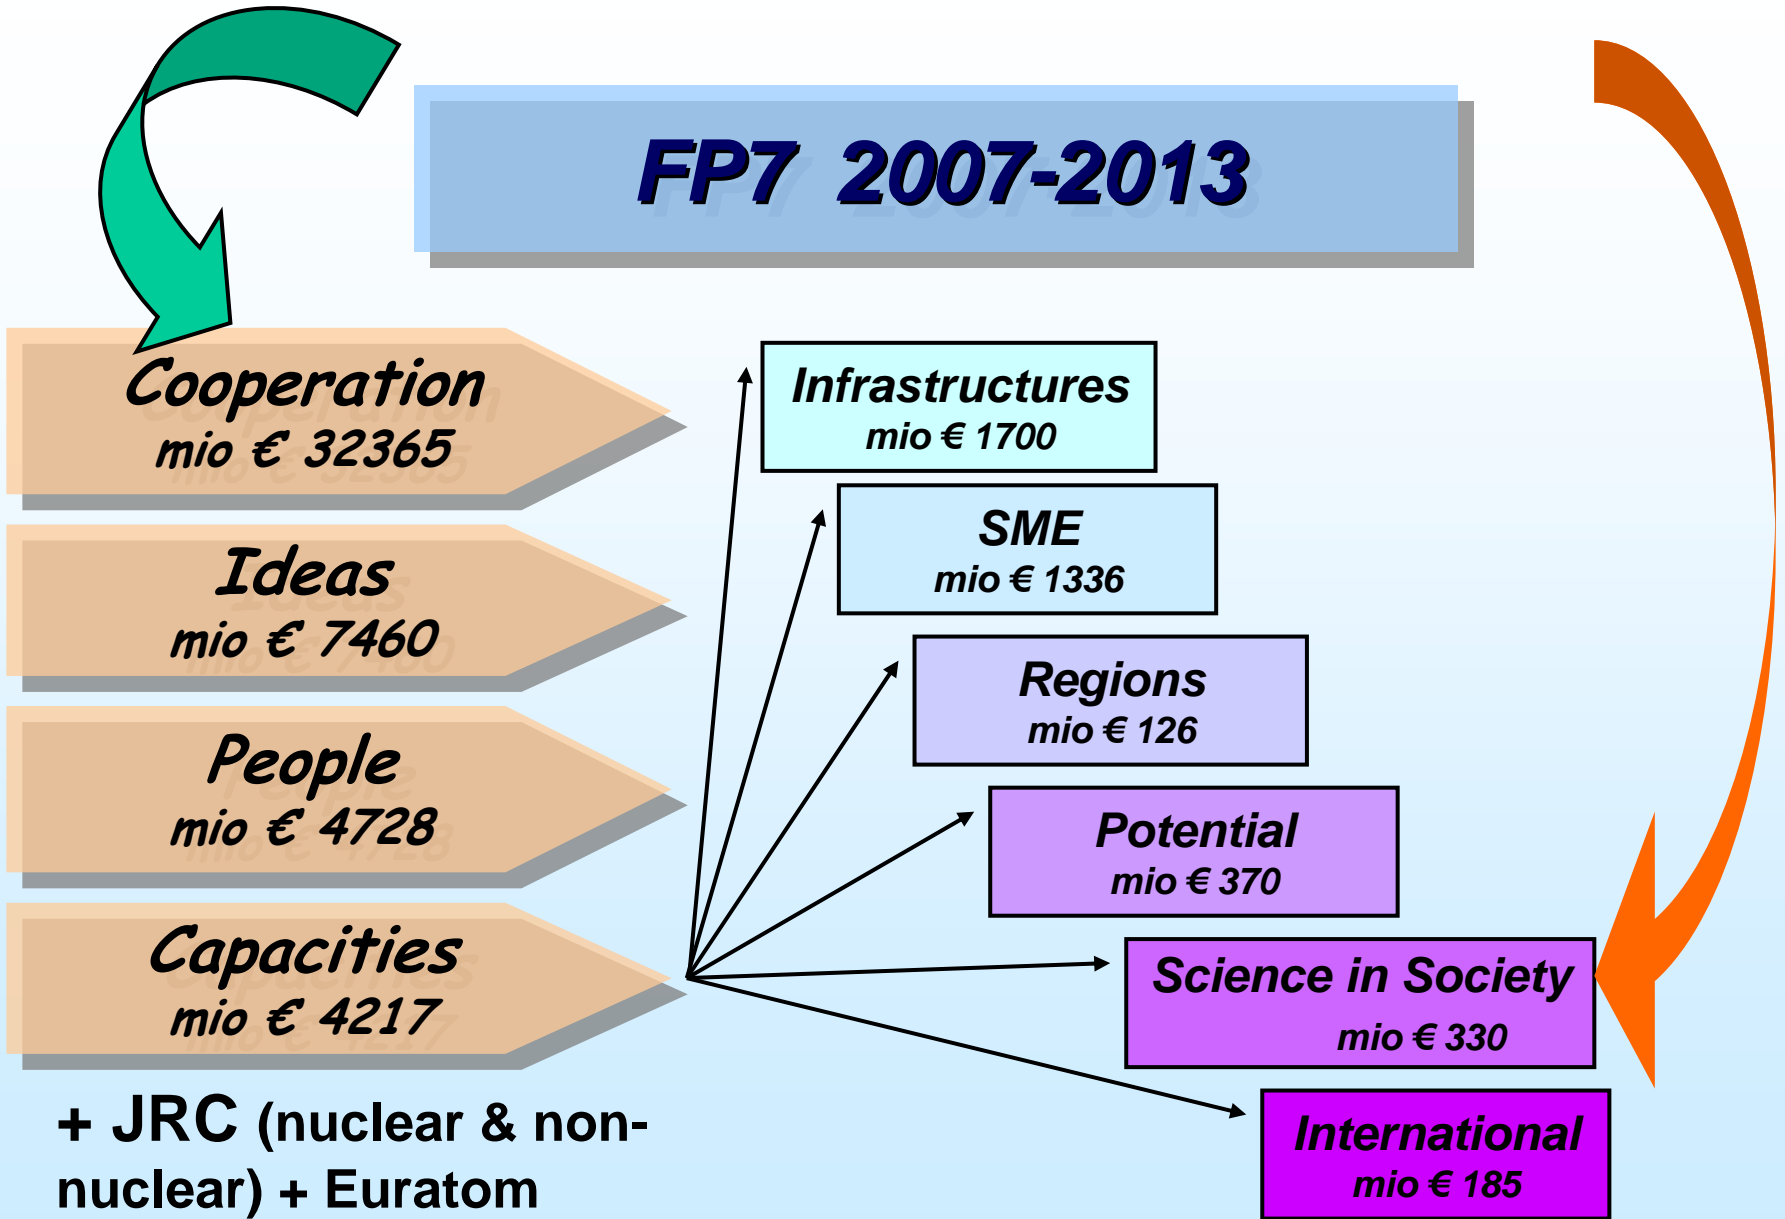 FP7 2007-2013
Cooperation
mio € 32365
Ideas
mio € 7460
People
mio € 4728
Capacities
mio € 4217
+ JRC (nuclear & non-
nuclear) + Euratom
Infrastructures
mio € 1700
SME
mio € 1336
Regions
mio € 126
Potential
mio € 370
Science in Society
mio € 330
International
mio € 185